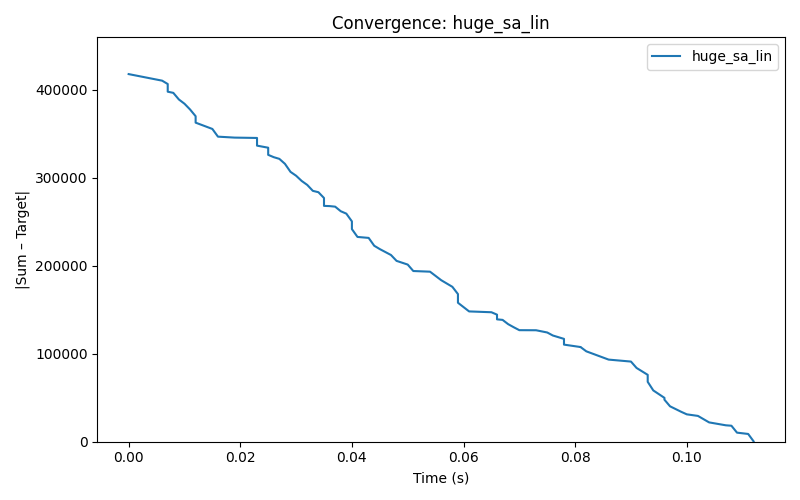 Convergence: huge_sa_lin
huge_sa_lin
|Sum – Target|
400000
300000
200000
100000
0
0.00 0.02 0.04 0.06 0.08 0.10
Time (s)